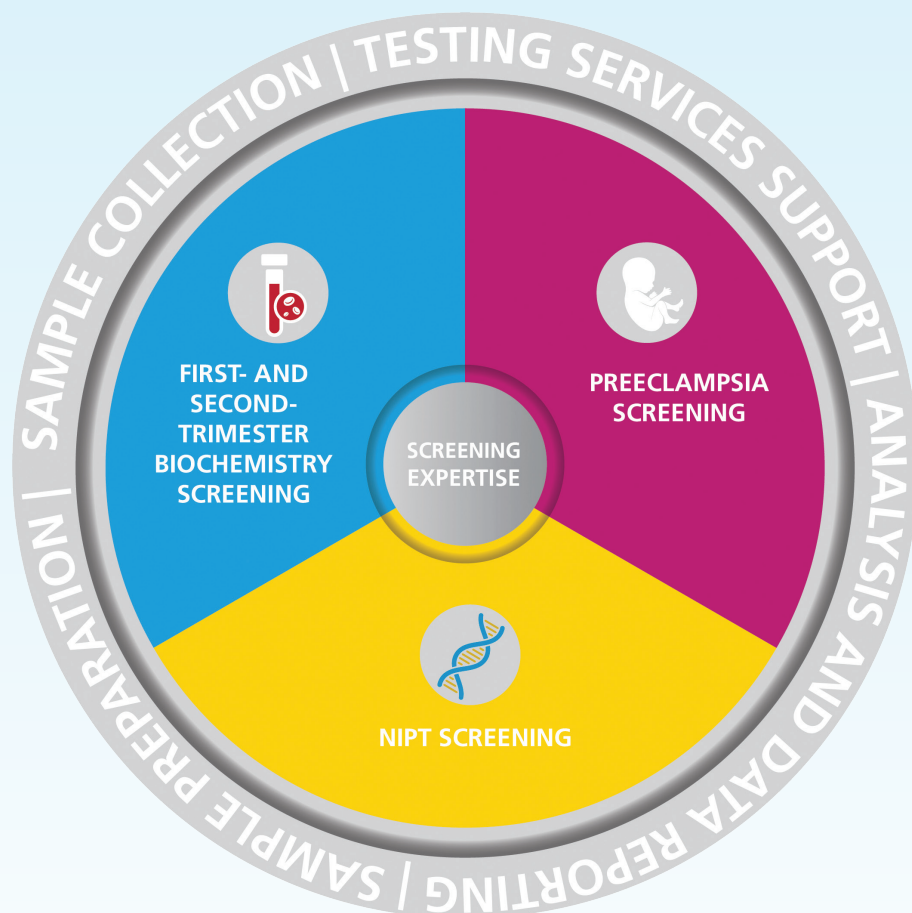 SAMPLE COLLECTION | TESTING SERVICES SUPPORT | ANALYSIS AND DATA REPORTING | SAMPLE PREPARATION |
FIRST- AND
SECOND-
TRIMESTER
BIOCHEMISTRY
SCREENING
PREECLAMPSIA
SCREENING
SCREENING
EXPERTISE
NIPT SCREENING